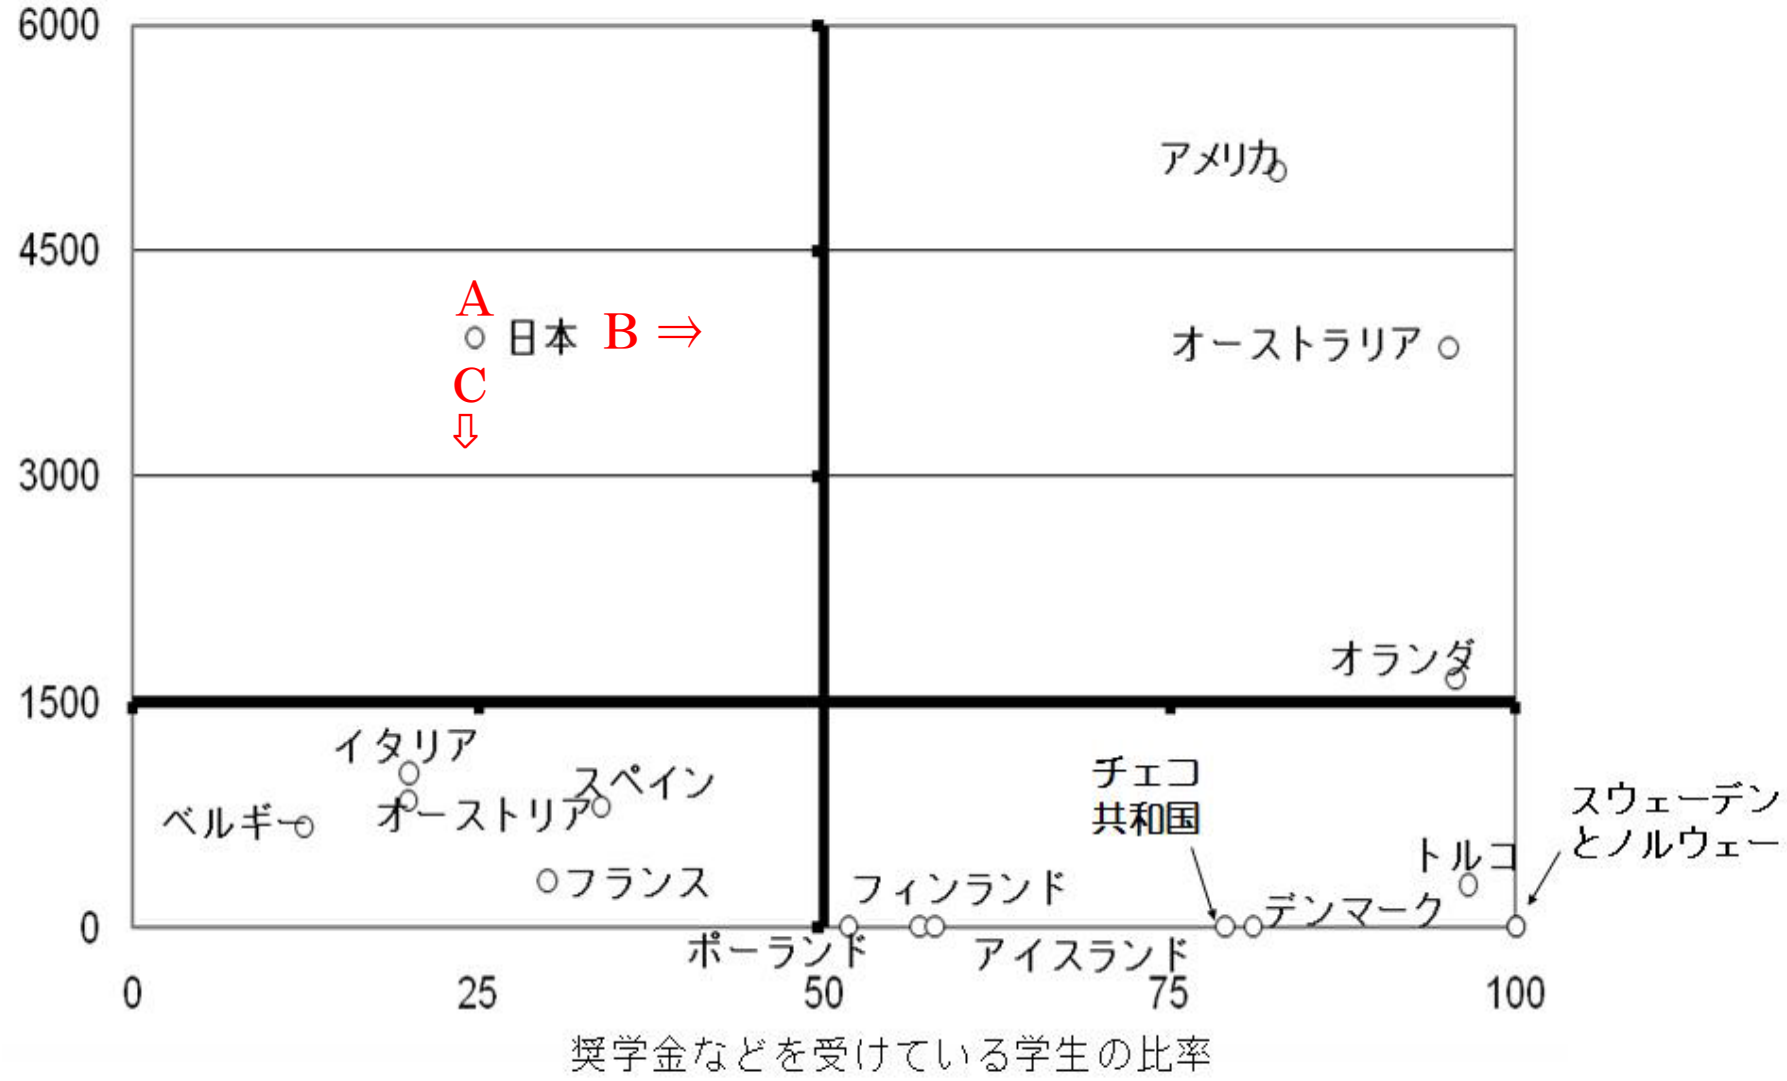 6000
アメリカ
4500
A
日本 B ⇒
オーストラリア
C
⇩
3000
オランダ
1500
イタリア
スペイン
チェコ
共和国
スウェーデン
とノルウェー
ベルギー
オーストリア
トルコ
フランス
フィンランド
デンマーク
0
ポーランド
アイスランド
0 25 50 75 100
奨学金などを受けている学生の比率